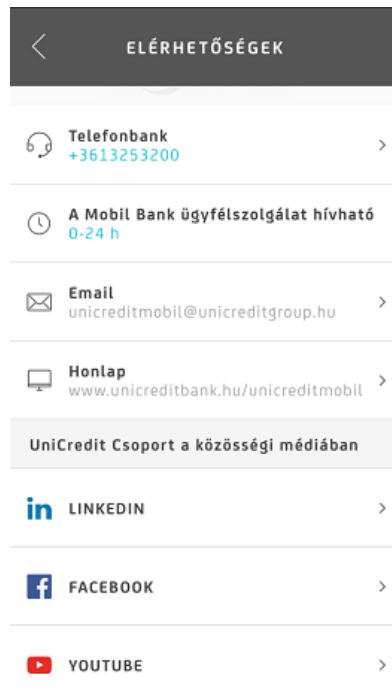 ELÉRHETŐSÉGEK
Telefonbank
+3613253200
A Mobil Bank ügyfélszolgálat hívható
0-24 h
Email
unicreditmobil@unicreditgroup.hu
Honlap
www.unicreditbank.hu/unicreditmobil
UniCredit Csoport a közösségi médiában
in LINKEDIN
f FACEBOOK
YOUTUBE